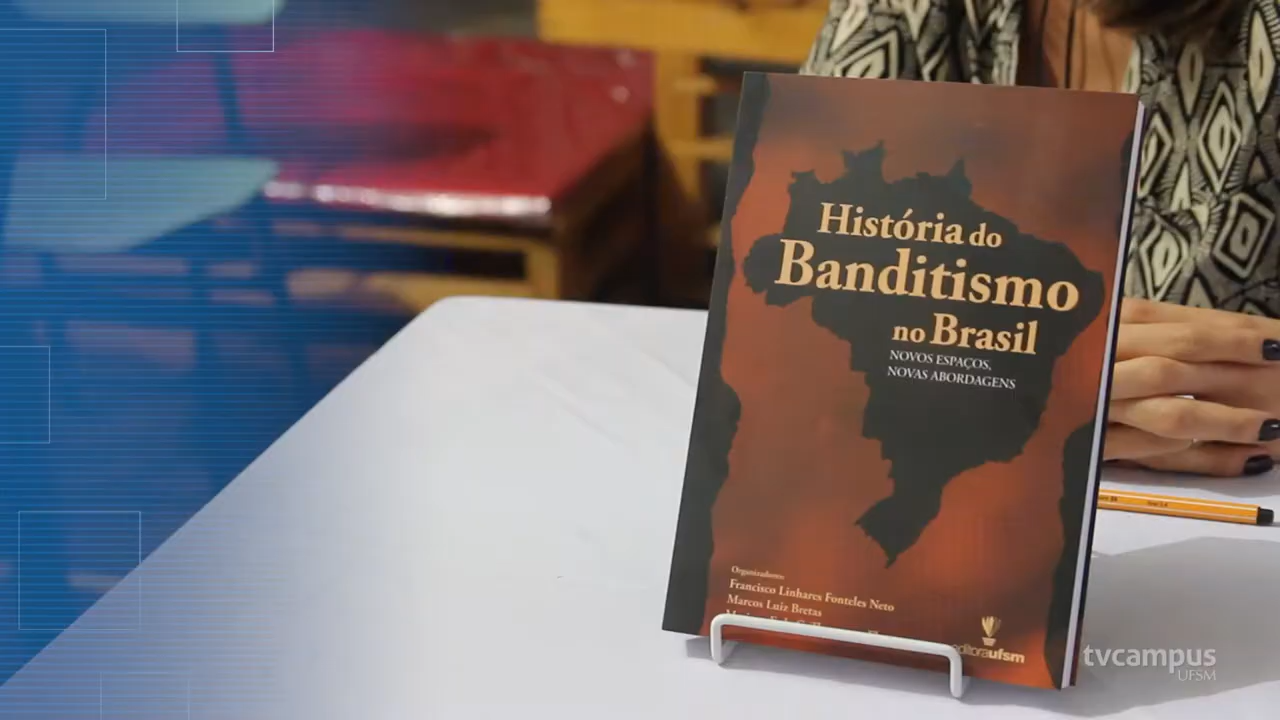 História do
Banditismo
no Brasil
NOVOS ESPAÇOS,
NOVAS ABORDAGENS
Organizadores:
Francisco Linhares Fonteles Neto
Marcos Luiz Bretas
editoraufsm
tvcampus
UFSM